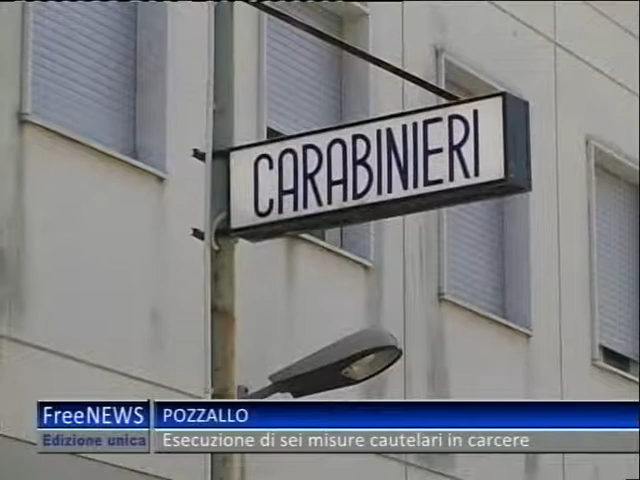 CARABINIERI
FreeNEWS POZZALLO
Edizione unica Esecuzione di sei misure cautelari in carcere